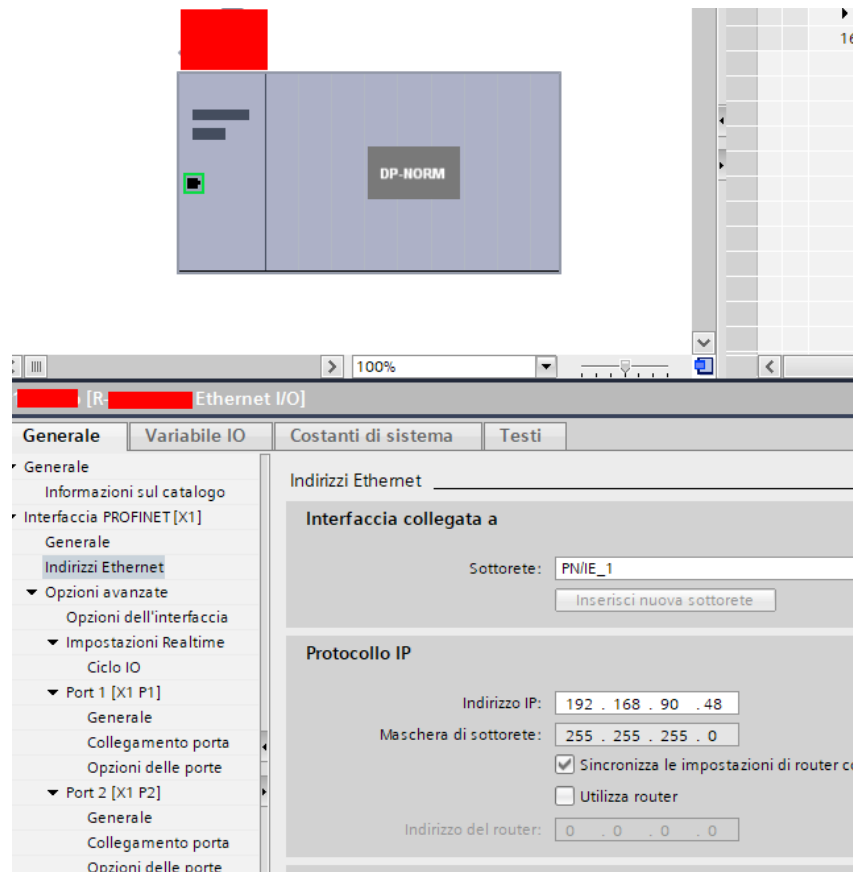 16
DP-NORM
100%
[R- Ethernet I/O]
Generale
Variabile IO
Costanti di sistema
Testi
Generale
Informazioni sul catalogo
Interfaccia PROFINET [X1]
Generale
Indirizzi Ethernet
Opzioni avanzate
Opzioni dell'interfaccia
Impostazioni Realtime
Ciclo IO
Port 1 [X1 P1]
Generale
Collegamento porta
Opzioni delle porte
Port 2 [X1 P2]
Generale
Collegamento porta
Opzioni delle porte
Indirizzi Ethernet
Interfaccia collegata a
Sottorete: PN/IE_1
Inserisci nuova sottorete
Protocollo IP
Indirizzo IP: 192 . 168 . 90 . 48
Maschera di sottorete: 255 . 255 . 255 . 0
Sincronizza le impostazioni di router
Utilizza router
Indirizzo del router: 0 . 0 . 0 . 0